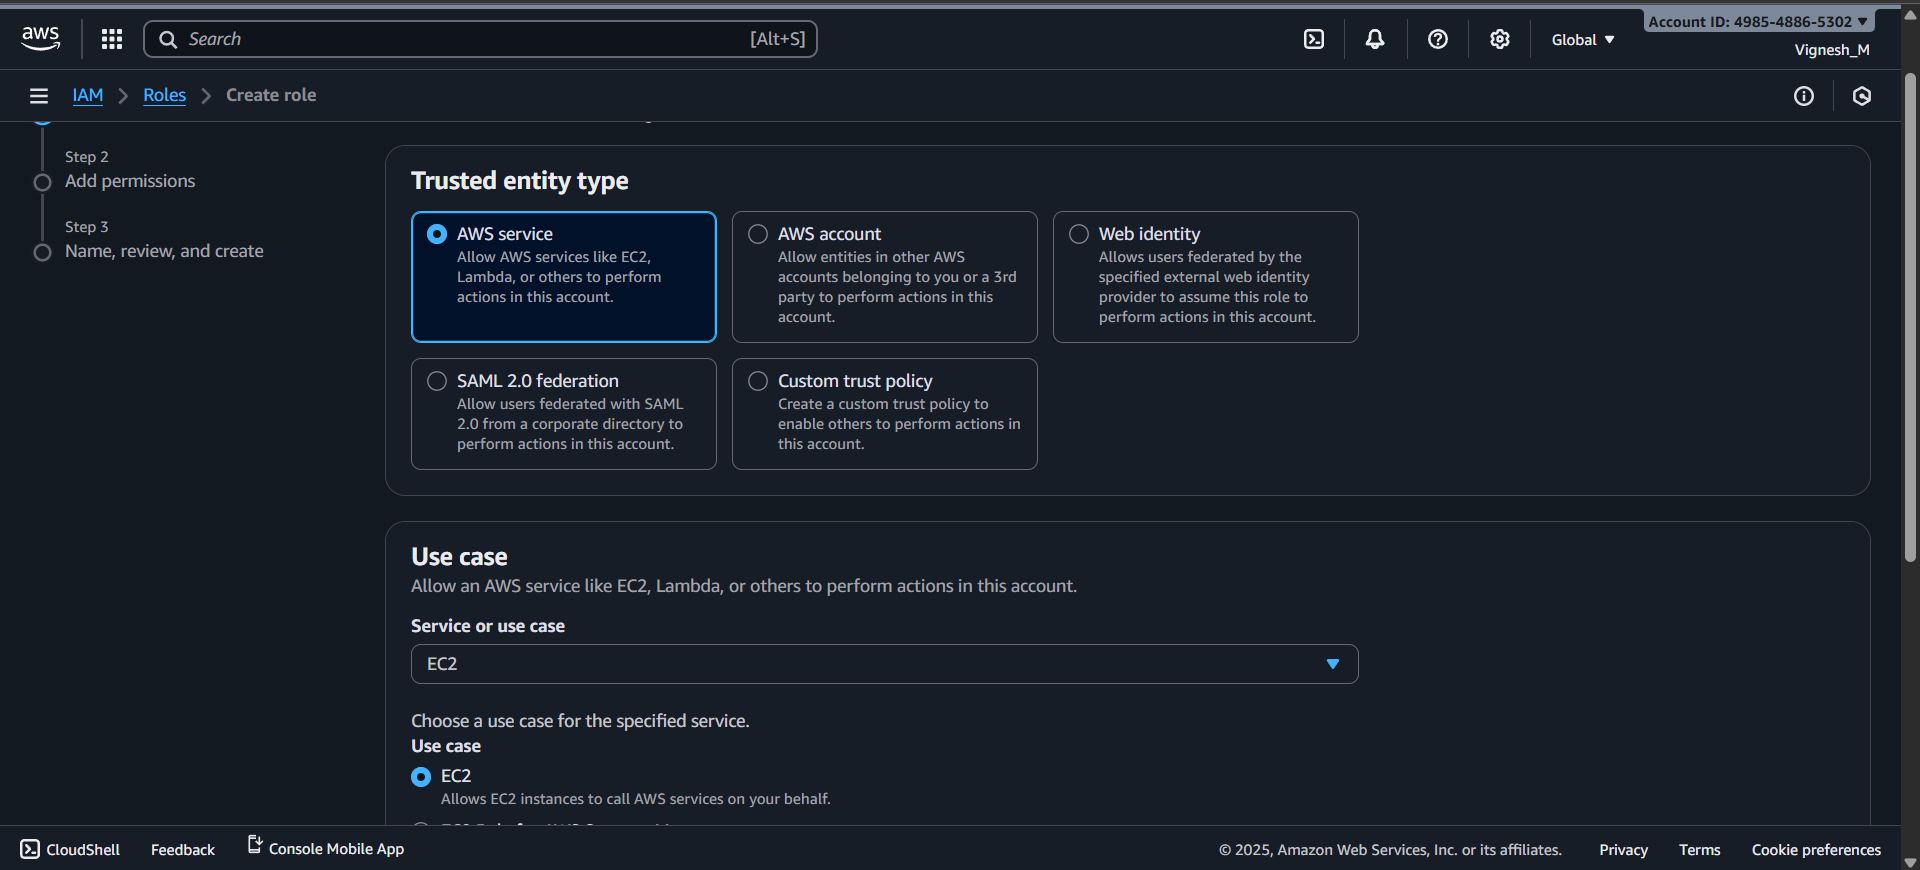 aws
Search
[Alt+S]
Global
Account ID: 4985-4886-5302
Vignesh_M
IAM
Roles
Create role
Step 2
Add permissions
Step 3
Name, review, and create
Trusted entity type
AWS service
Allow AWS services like EC2,
Lambda, or others to perform
actions in this account.
AWS account
Allow entities in other AWS
accounts belonging to you or a 3rd
party to perform actions in this
account.
Web identity
Allows users federated by the
specified external web identity
provider to assume this role to
perform actions in this account.
SAML 2.0 federation
Allow users federated with SAML
2.0 from a corporate directory to
perform actions in this account.
Custom trust policy
Create a custom trust policy to
enable others to perform actions in
this account.
Use case
Allow an AWS service like EC2, Lambda, or others to perform actions in this account.
Service or use case
EC2
Choose a use case for the specified service.
Use case
EC2
Allows EC2 instances to call AWS services on your behalf.
CloudShell
Feedback
Console Mobile App
© 2025, Amazon Web Services, Inc. or its affiliates.
Privacy
Terms
Cookie preferences